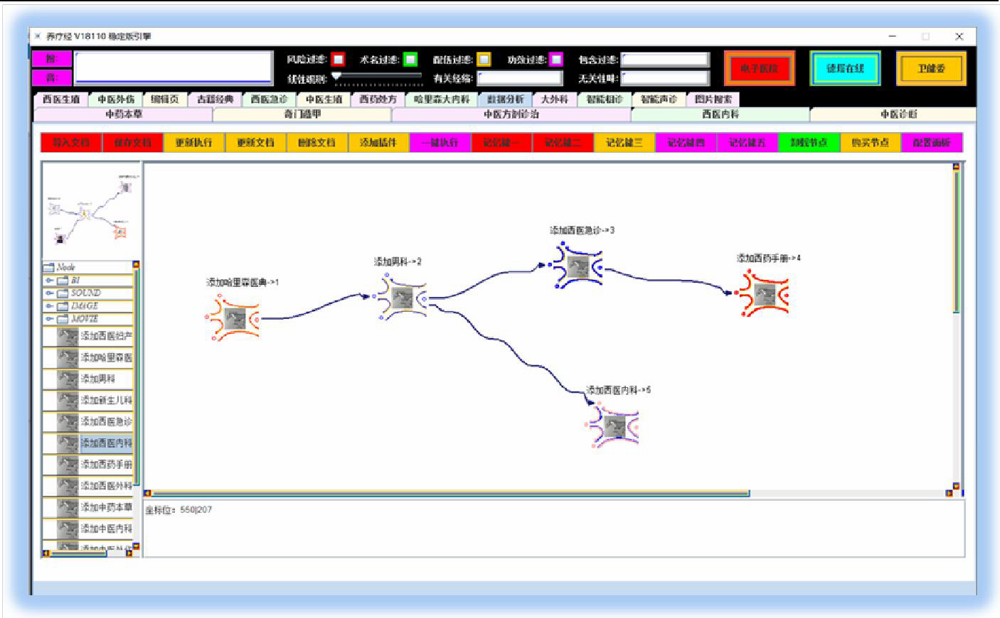 养疗经 V18110 稳定版引擎
搜:
音:
风险过滤:
术名过滤:
配伍过滤:
功效过滤:
包含过滤:
线性观测:
有关经络:
无关性味:
电子医院
德塔在线
卫健委
西医生殖 中医外伤 编辑页 古籍经典 西医急诊 中医生殖 西药处方 哈里森大内科 数据分析 大外科 智能相诊 智能声诊 图片搜索
中药本草 奇门遁甲 中医方剂诊治 西医内科 中医诊断
导入文档 保存文档 更新执行 更新文档 删除文档 添加插件 一键执行 记忆键一 记忆键二 记忆键三 记忆键四 记忆键五 卸载节点 购买节点 配置面板
添加西医急诊->3
添加西药手册->4
添加男科->2
添加哈里森医典->1
添加西医内科->5
Node
BI
SOUND
IMAGE
MOVIE
添加西医妇产
添加哈里森医
添加男科
添加新生儿科
添加西医急诊
添加西医内科
添加西药手册
添加西医外科
添加中药本草
添加中医内科
添加中医外伤
坐标位：550|207